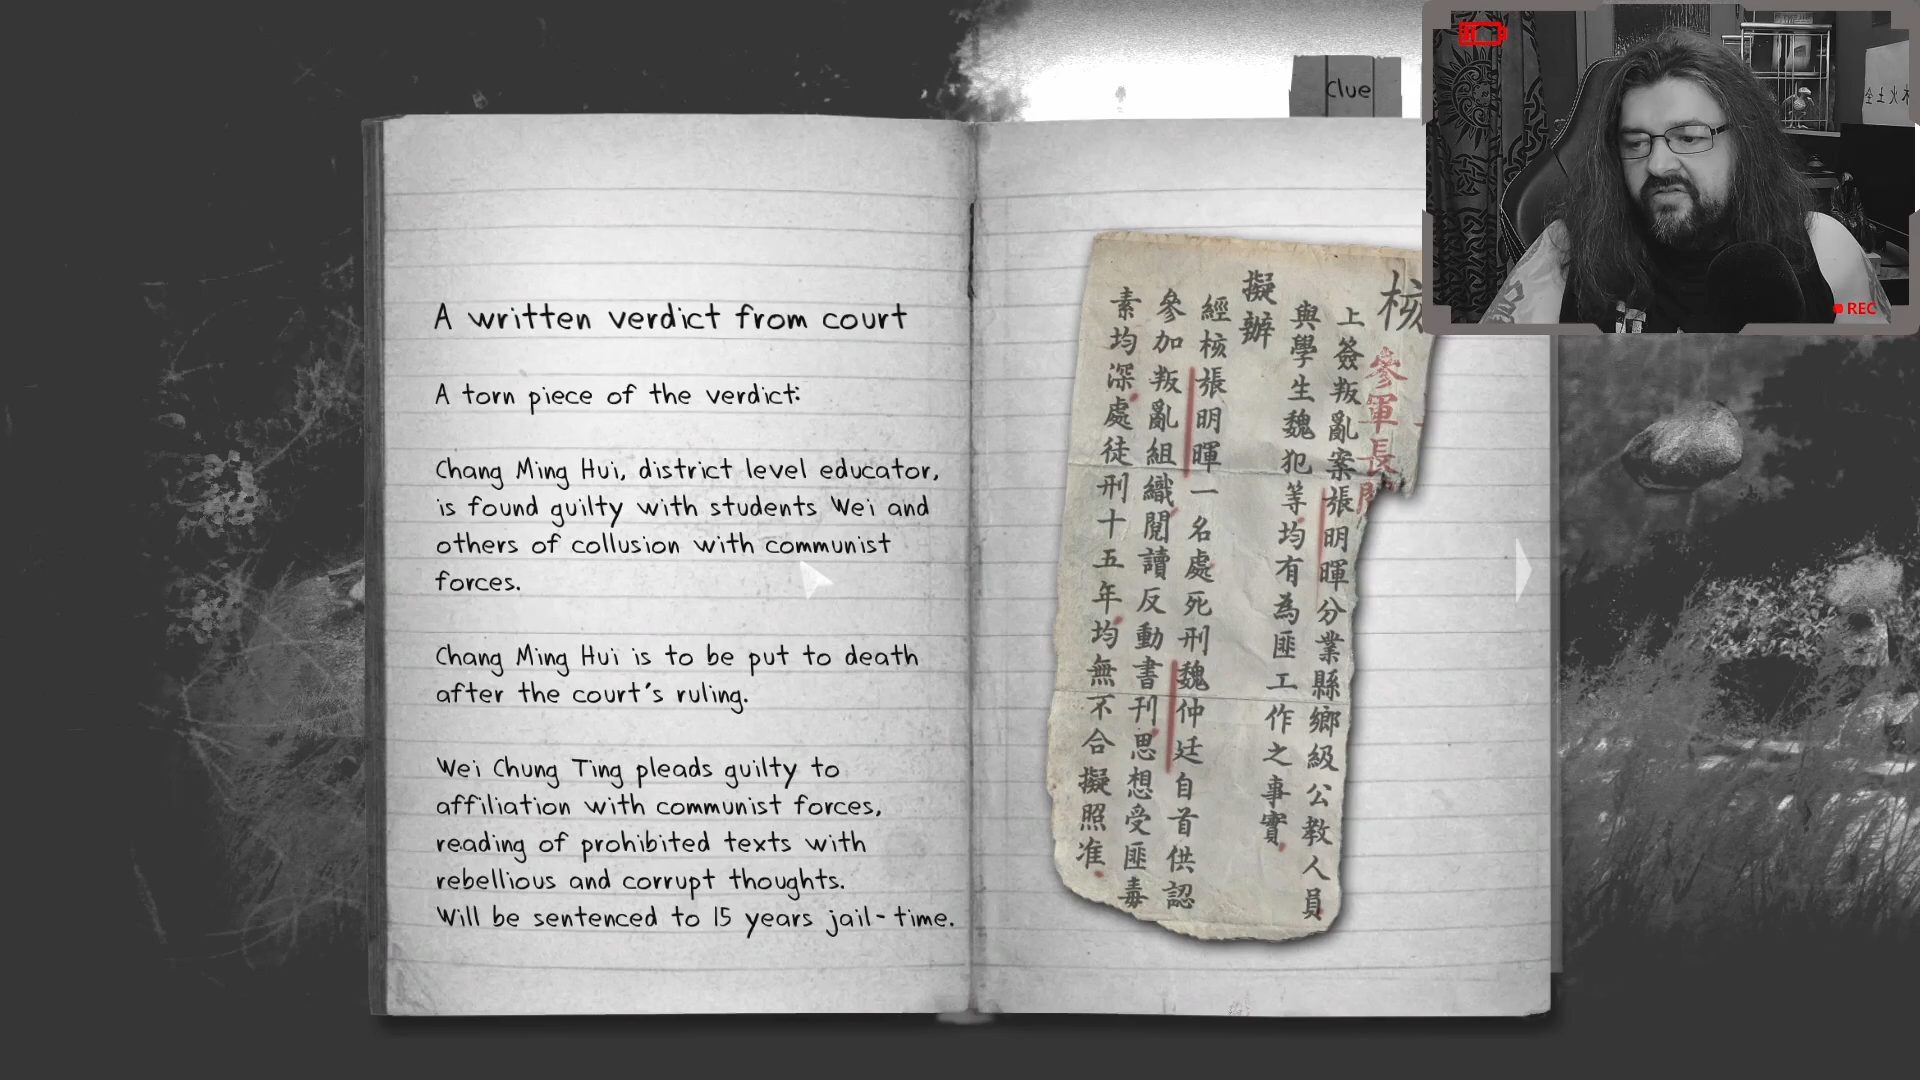 Clue
REC
A written verdict from court
A torn piece of the verdict:
Chang Ming Hui, district level educator,
is found guilty with students Wei and
others of collusion with communist
forces.
Chang Ming Hui is to be put to death
after the court's ruling.
Wei Chung Ting pleads guilty to
affiliation with communist forces,
reading of prohibited texts with
rebellious and corrupt thoughts.
Will be sentenced to 15 years jail-time.
核
參軍長
上簽叛亂案張明暉分業縣鄉級公教人員
與學生魏犯等均有為匪工作之事實
擬辦
經核張明暉一名處死刑魏仲廷自首供認
參加叛亂組織閱讀反動書刊思想受匪毒
素均深處徒刑十五年均無不合擬照准